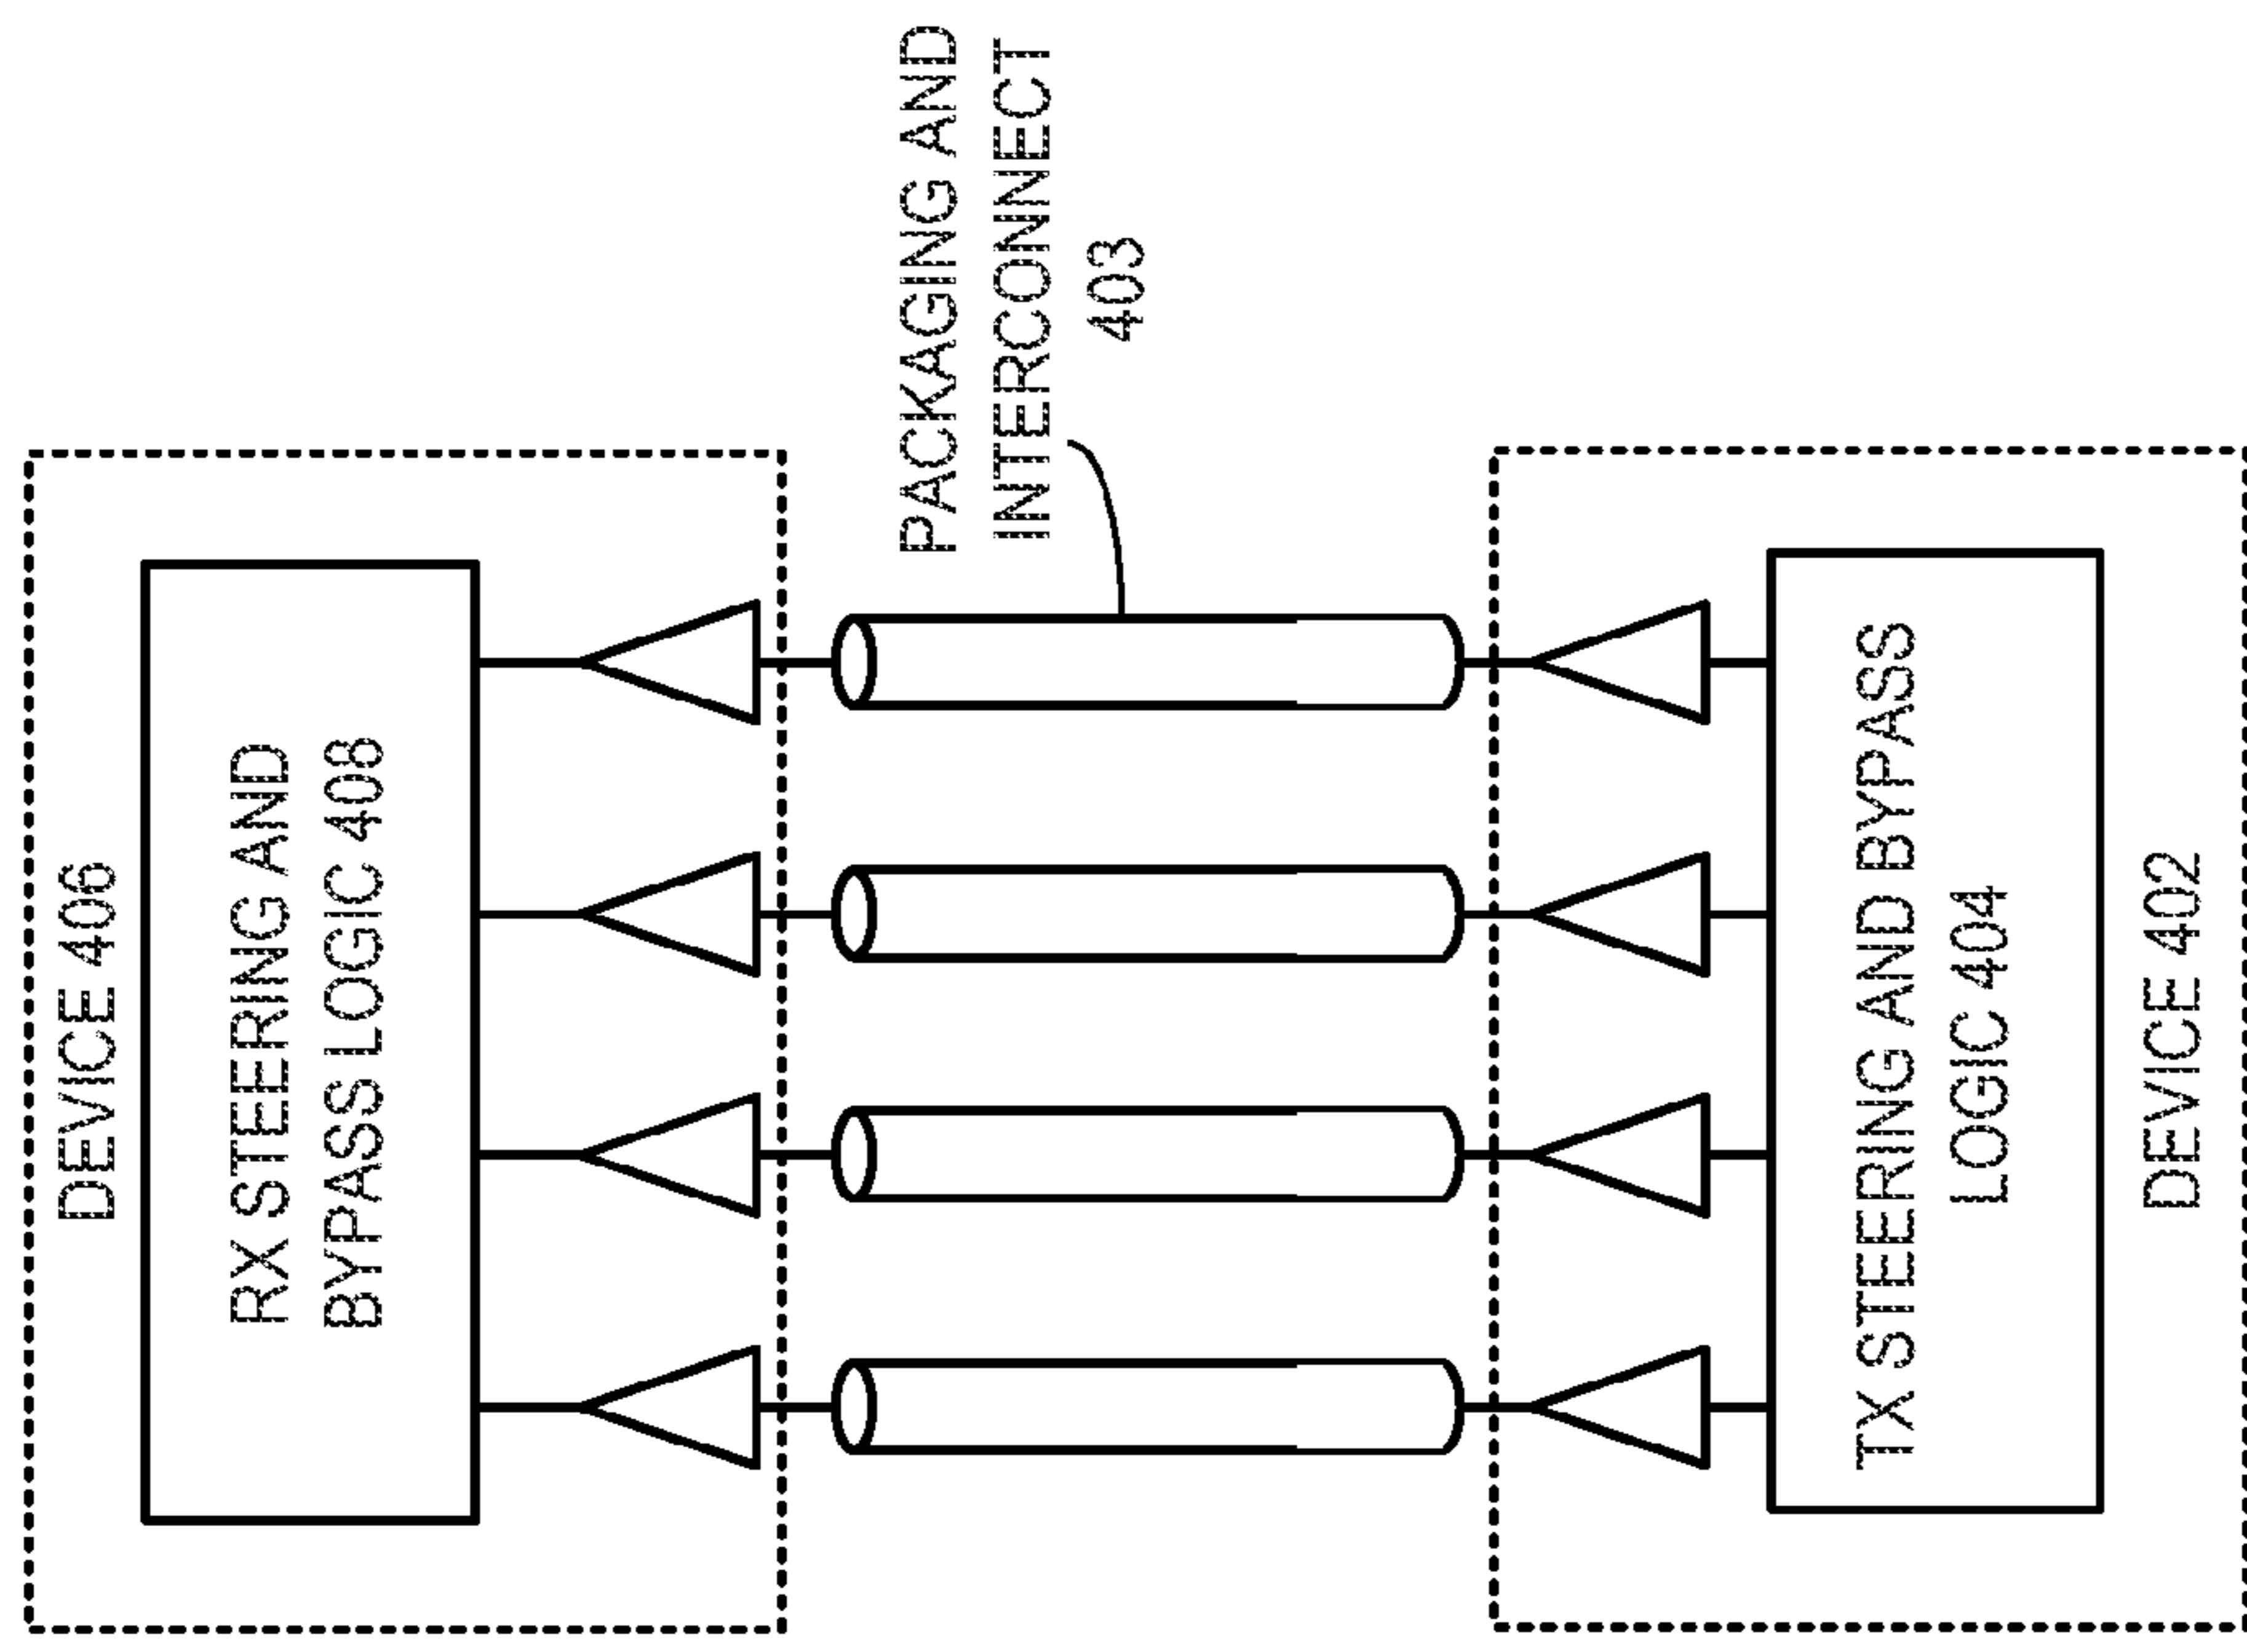 DEVICE 406
RX STEERING AND
BYPASS LOGIC 408
PACKAGING AND
INTERCONNECT
403
TX STEERING AND BYPASS
LOGIC 404
DEVICE 402